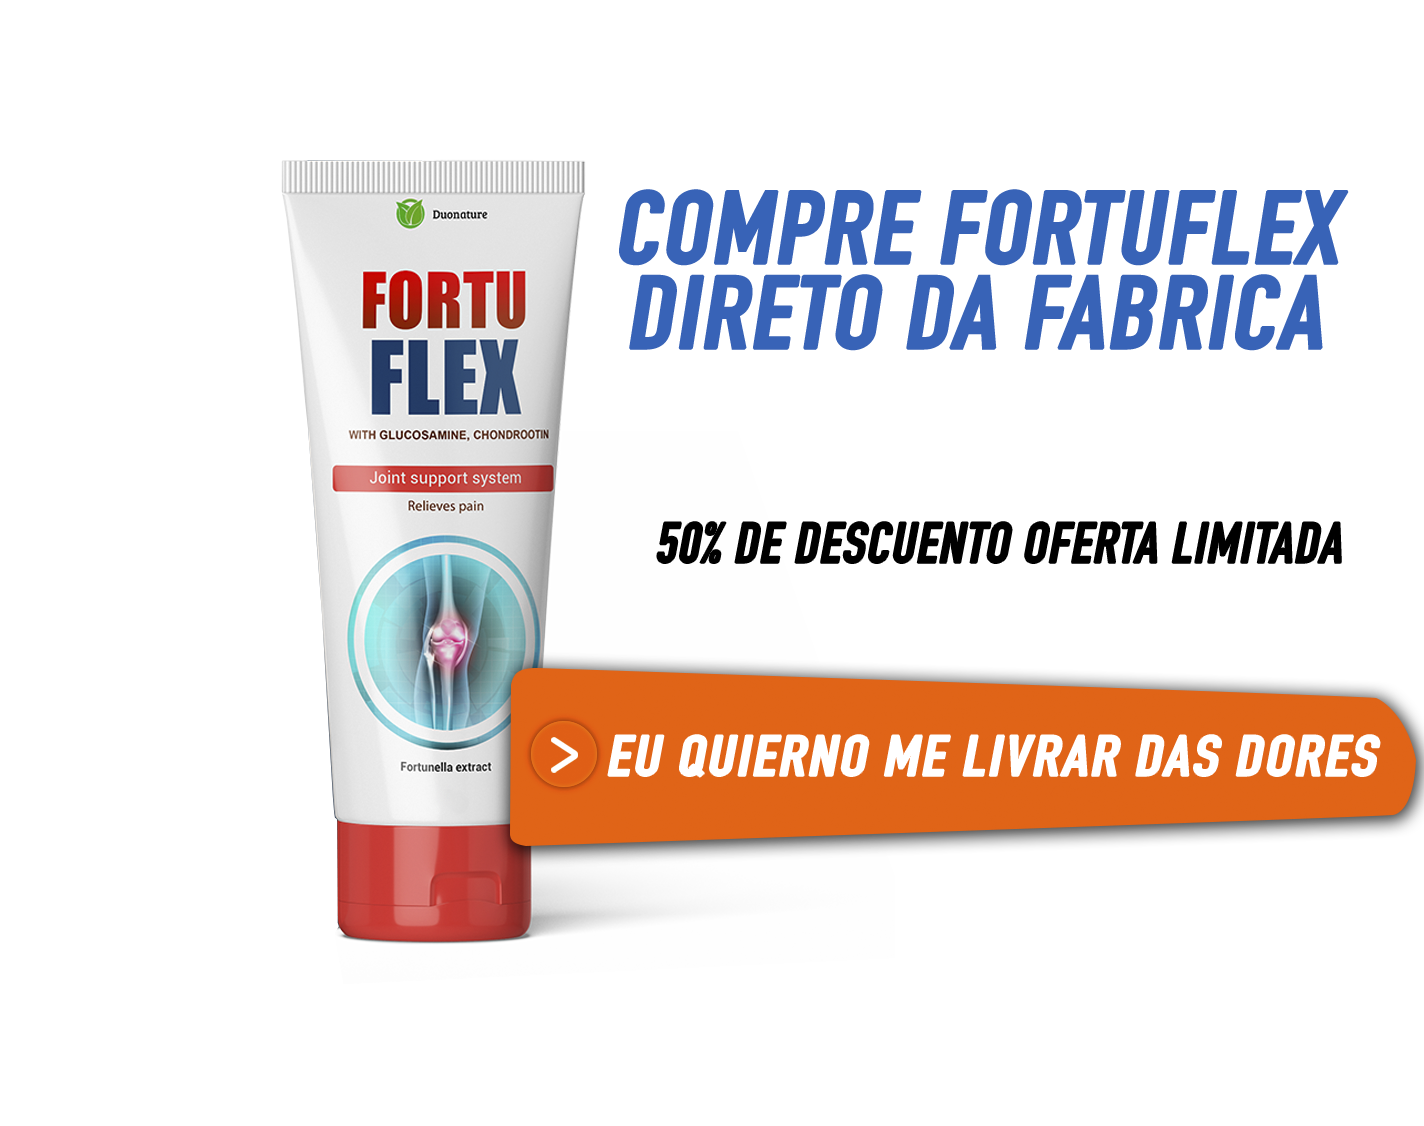 Duonature
FORTU
FLEX
WITH GLUCOSAMINE, CHONDROOTIN
Joint support system
Relieves pain
Fortunella extract
COMPRE FORTUFLEX
DIRETO DA FABRICA
50% DE DESCUENTO OFERTA LIMITADA
> EU QUIERNO ME LIVRAR DAS DORES